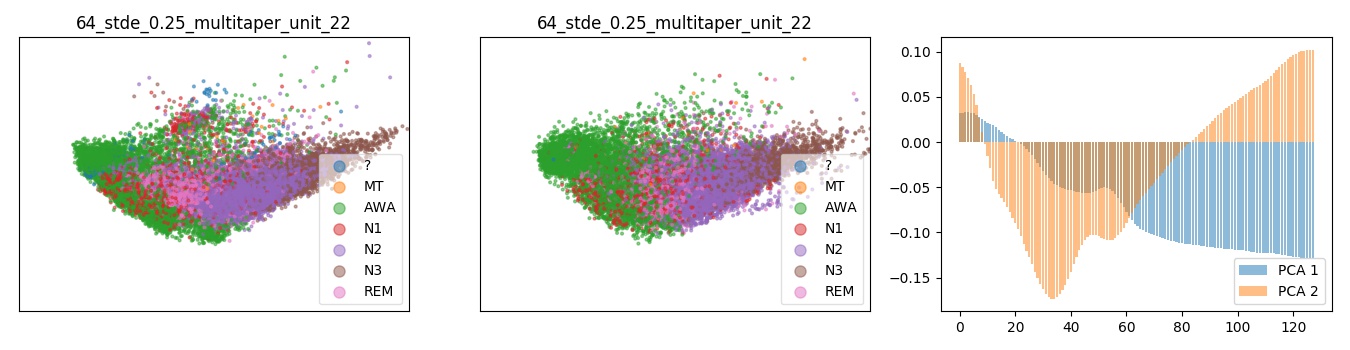 64_stde_0.25_multitaper_unit_22
?
MT
AWA
N1
N2
N3
REM
64_stde_0.25_multitaper_unit_22
?
MT
AWA
N1
N2
N3
REM
0.10
0.05
0.00
−0.05
−0.10
−0.15
0 20 40 60 80 100 120
PCA 1
PCA 2